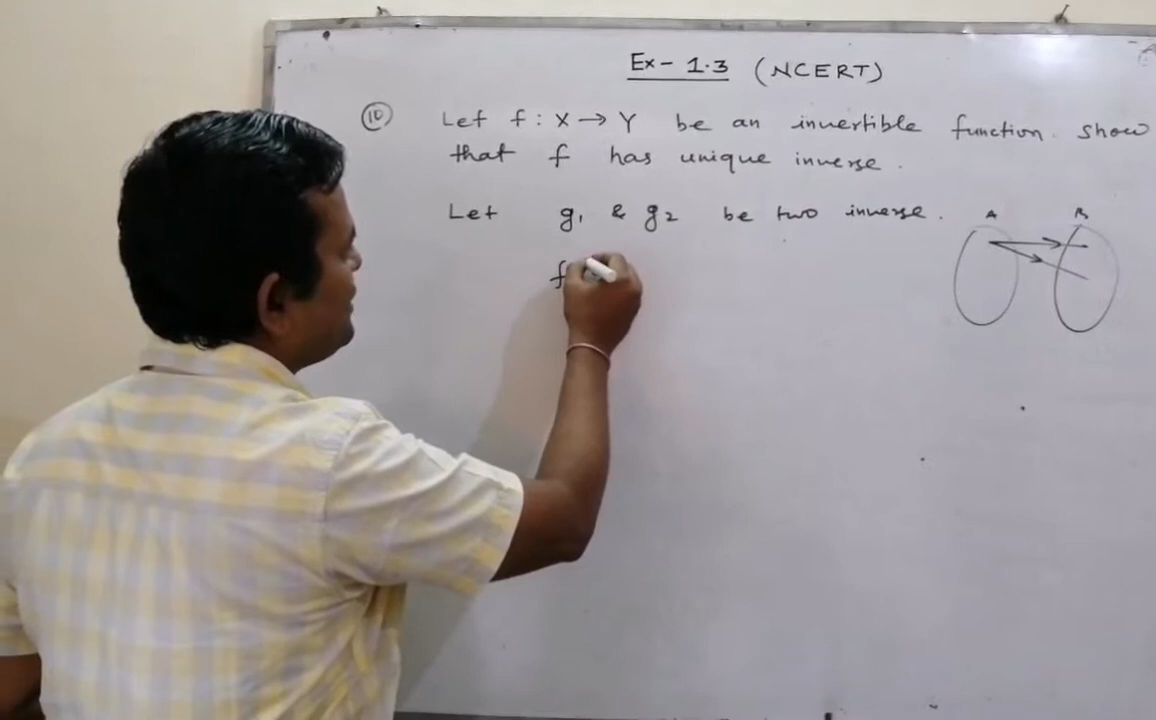 Ex- 1.3 (NCERT)
10 Let f : X → Y be an invertible function. show
that f has unique inverse.
Let g1 & g2 be two inverse.
A B
f